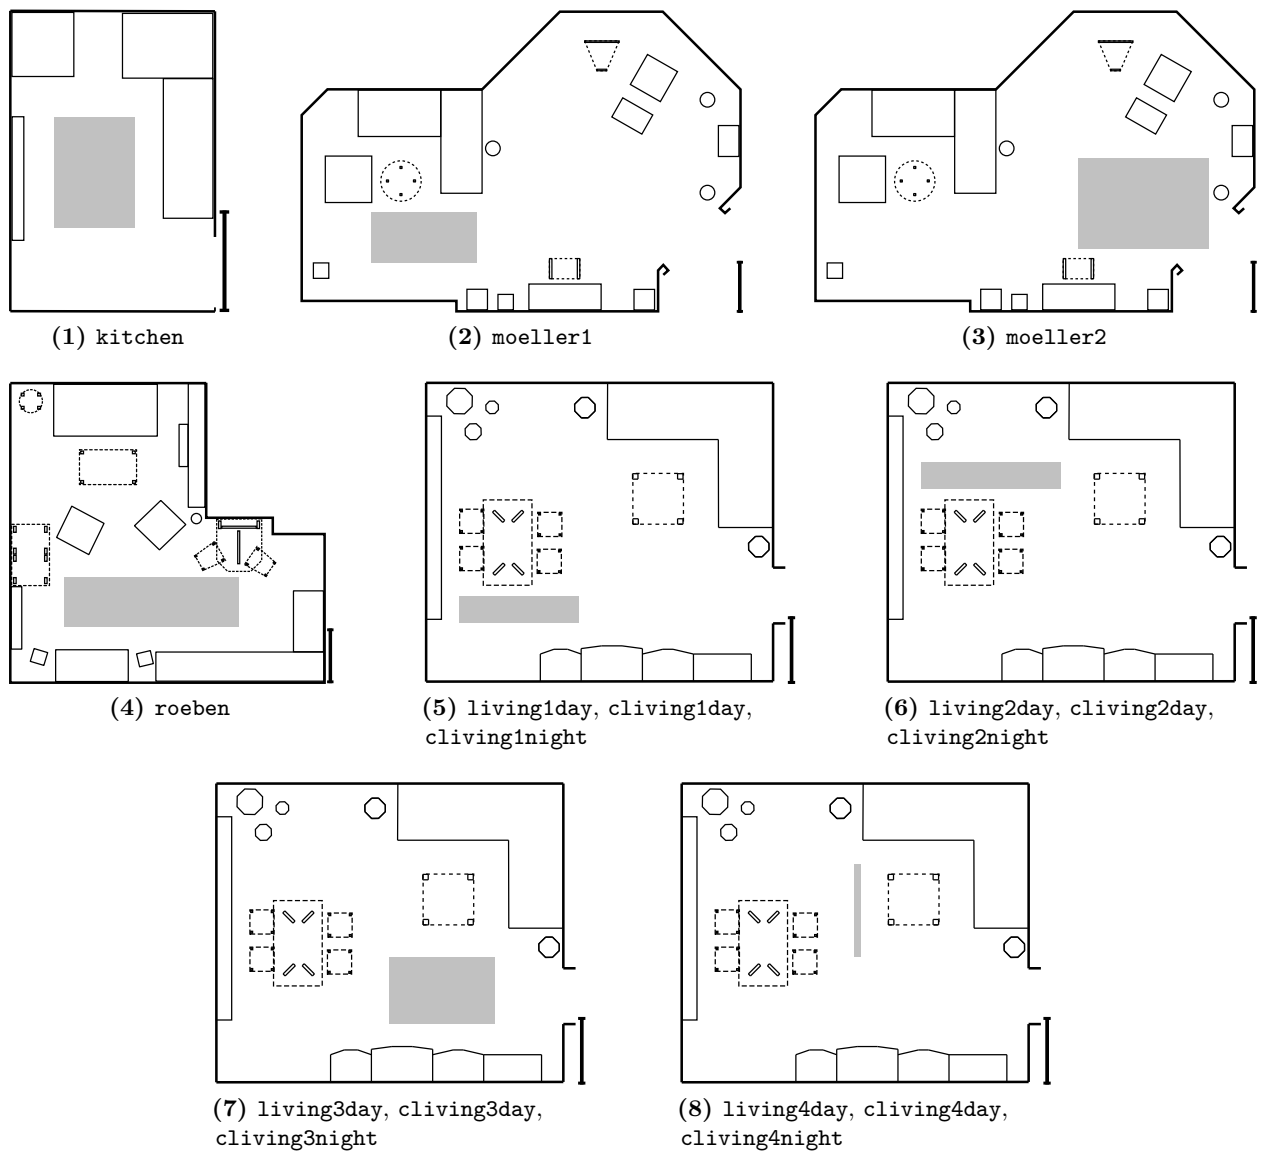 (1) kitchen
(2) moeller1
(3) moeller2
(4) roeben
(5) living1day, cliving1day,
cliving1night
(6) living2day, cliving2day,
cliving2night
(7) living3day, cliving3day,
cliving3night
(8) living4day, cliving4day,
cliving4night